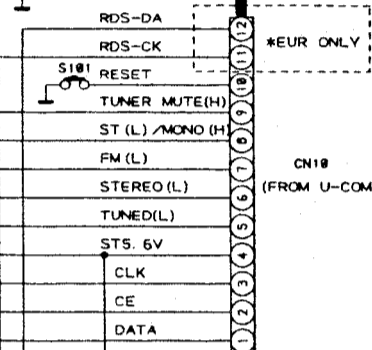 RDS-DA
12
RDS-CK
11
*EUR ONLY
S101
RESET
10
TUNER MUTE(H)
9
ST (L) /MONO (H)
8
FM (L)
7
CN10
STEREO (L)
6
(FROM U-COM
TUNED(L)
5
ST5. 6V
4
CLK
3
CE
2
DATA
1